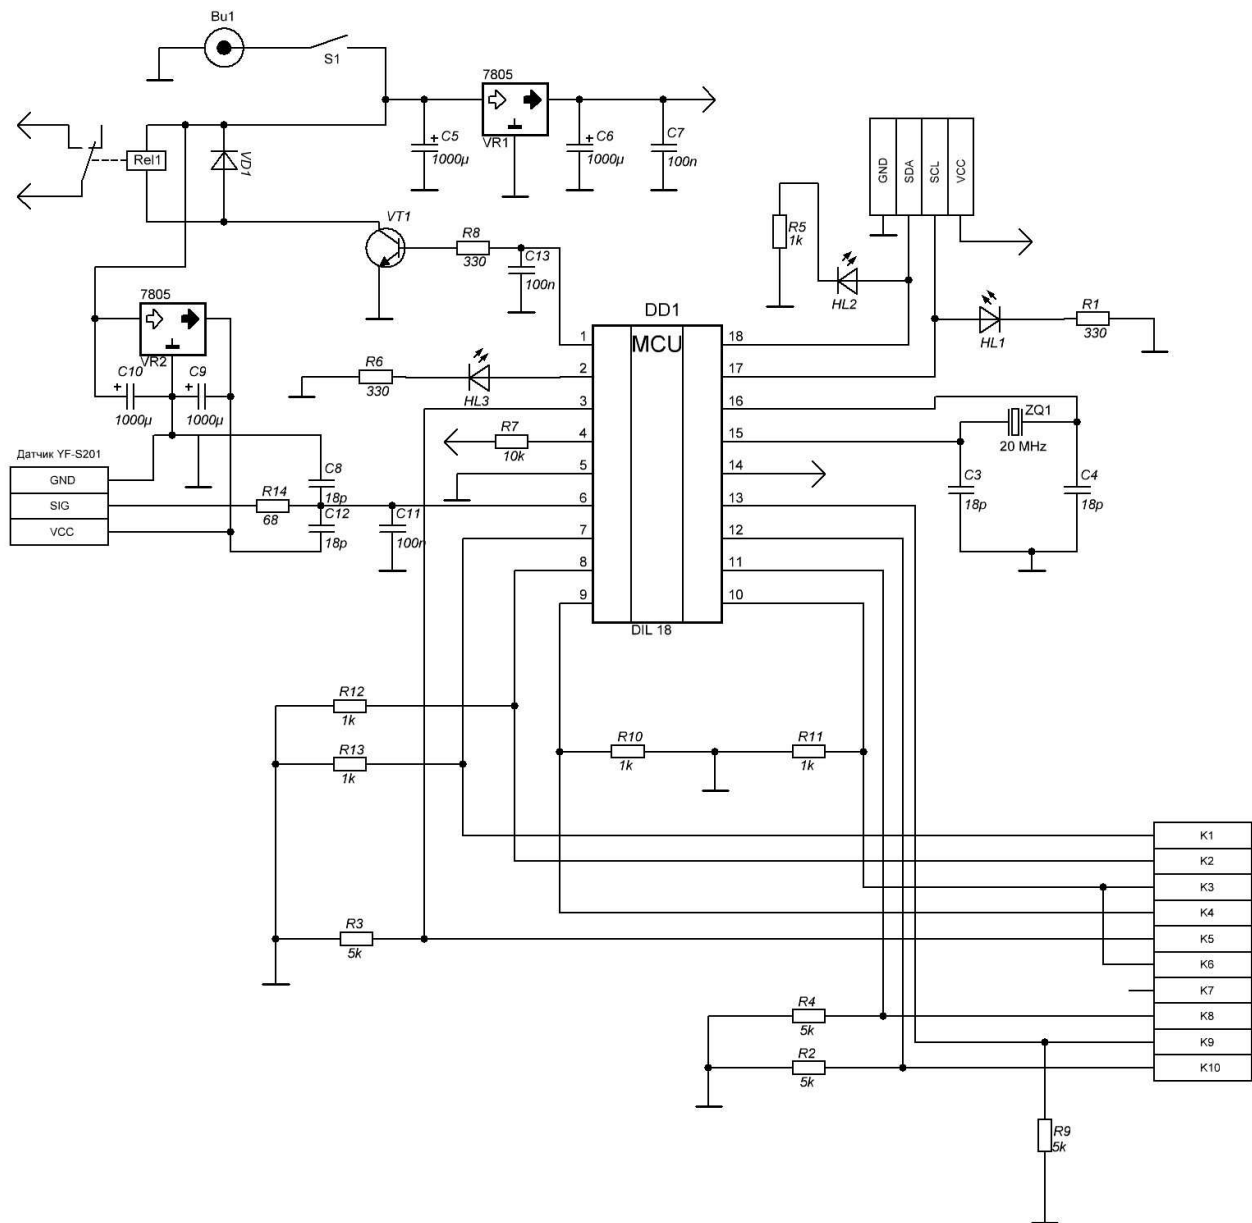 Bu1
S1
7805
VR1
C5
+
1000µ
C6
+
1000µ
C7
100n
Rel1
VD1
VT1
R8
330
C13
100n
GND
SDA
SCL
VCC
R5
1k
HL2
HL1
R1
330
7805
VR2
C10
+
1000µ
C9
+
1000µ
R6
330
HL3
DD1
MCU
DIL 18
1
2
3
4
5
6
7
8
9
18
17
16
15
14
13
12
11
10
R7
10k
ZQ1
20 MHz
C3
18p
C4
18p
Датчик YF-S201
GND
SIG
VCC
R14
68
C8
18p
C12
18p
C11
100n
R12
1k
R13
1k
R10
1k
R11
1k
R3
5k
R4
5k
R2
5k
R9
5k
K1
K2
K3
K4
K5
K6
K7
K8
K9
K10